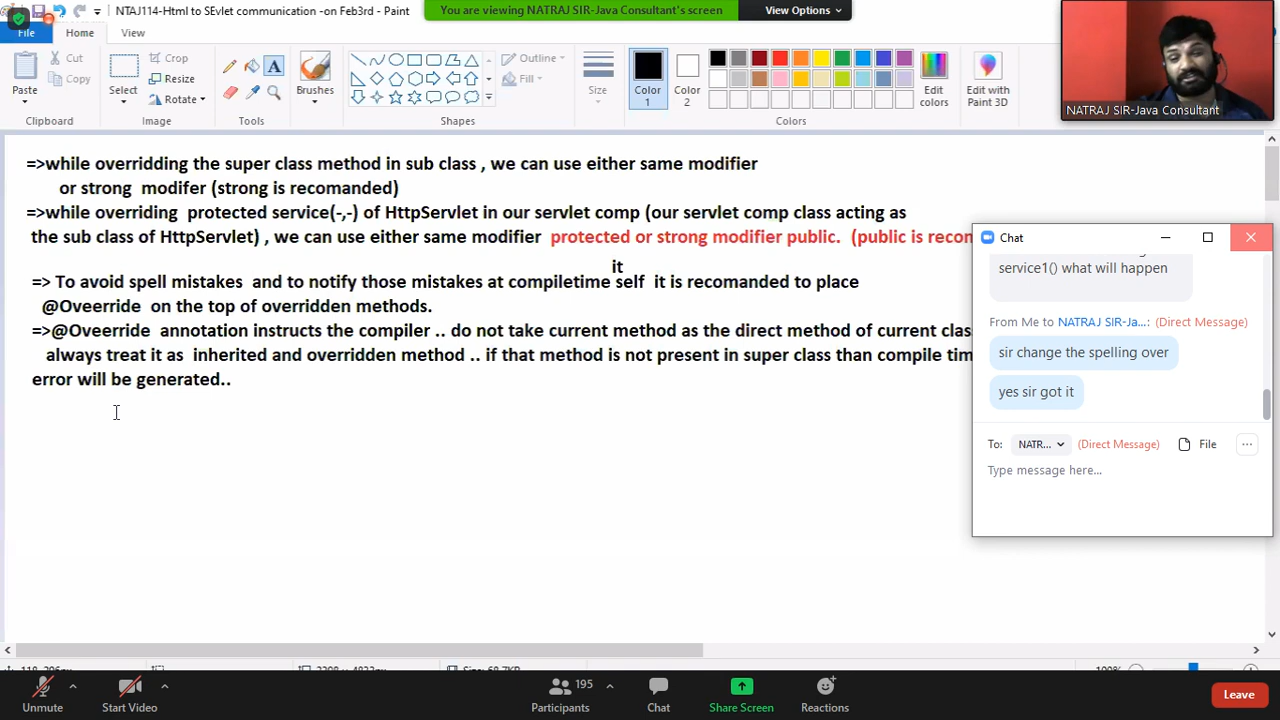 NTAJ114-Html to SEvlet communication -on Feb3rd - Paint
You are viewing NATRAJ SIR-Java Consultant's screen
View Options
File
Home
View
Paste
Cut
Copy
Clipboard
Select
Crop
Resize
Rotate
Image
Tools
Brushes
Shapes
Outline
Fill
Size
Color 1
Color 2
Colors
Edit colors
Edit with Paint 3D
NATRAJ SIR-Java Consultant
=>while overridding the super class method in sub class , we can use either same modifier
or strong modifer (strong is recomanded)
=>while overriding protected service(-,-) of HttpServlet in our servlet comp (our servlet comp class acting as
the sub class of HttpServlet) , we can use either same modifier protected or strong modifier public. (public is recon
it
=> To avoid spell mistakes and to notify those mistakes at compiletime self it is recomanded to place
@Oveerride on the top of overridden methods.
=>@Oveerride annotation instructs the compiler .. do not take current method as the direct method of current clas
always treat it as inherited and overridden method .. if that method is not present in super class than compile tim
error will be generated..
Chat
service1() what will happen
From Me to NATRAJ SIR-Ja...: (Direct Message)
sir change the spelling over
yes sir got it
To: NATR... (Direct Message) File ...
Type message here...
100%
Unmute
Start Video
195
Participants
Chat
Share Screen
Reactions
Leave